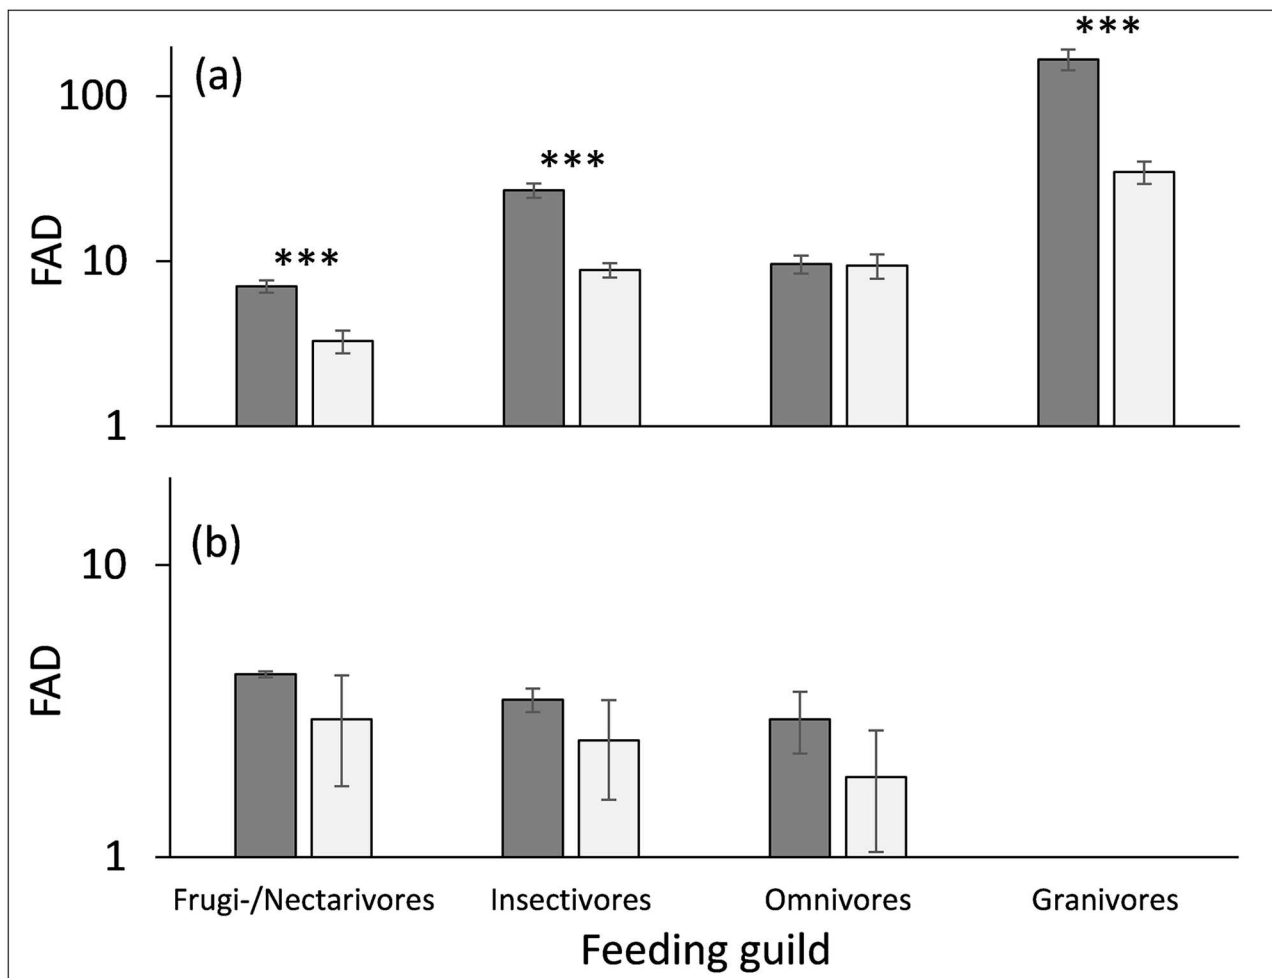 (a)
***
***
***
100
10
1
FAD
(b)
10
1
FAD
Frugi-/Nectarivores Insectivores Omnivores Granivores
Feeding guild